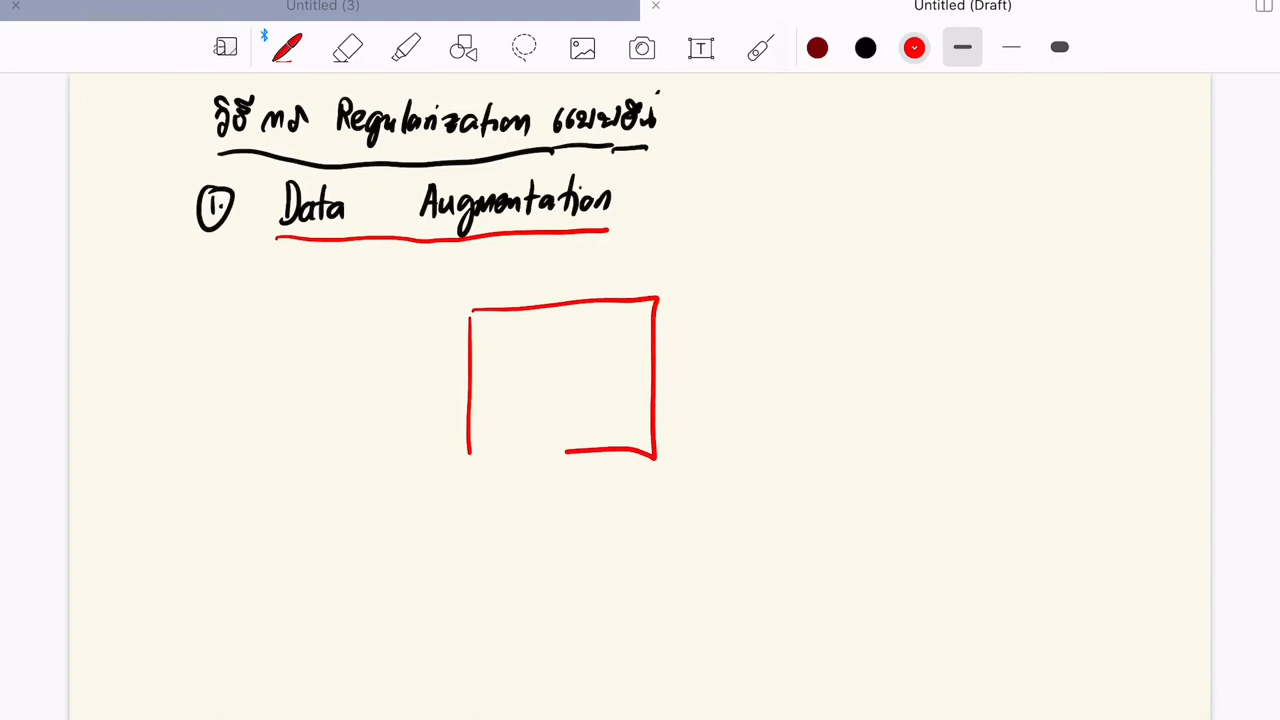 Untitled (3)
Untitled (Draft)
วิธีการ Regularization แบบอื่น
1. Data Augmentation